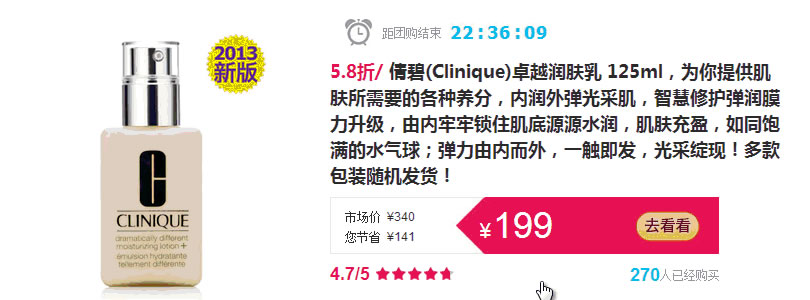 距团购结束 22:36:09
2013
新版
5.8折/ 倩碧(Clinique)卓越润肤乳 125ml，为你提供肌
肤所需要的各种养分，内润外弹光采肌，智慧修护弹润膜
力升级，由内牢牢锁住肌底源源水润，肌肤充盈，如同饱
满的水气球；弹力由内而外，一触即发，光采绽现！多款
包装随机发货！
CLINIQUE
dramatically different
moisturizing lotion +
émulsion hydratante
tellement différente
市场价 ¥340
您节省 ¥141
¥199
去看看
4.7/5
270人已经购买